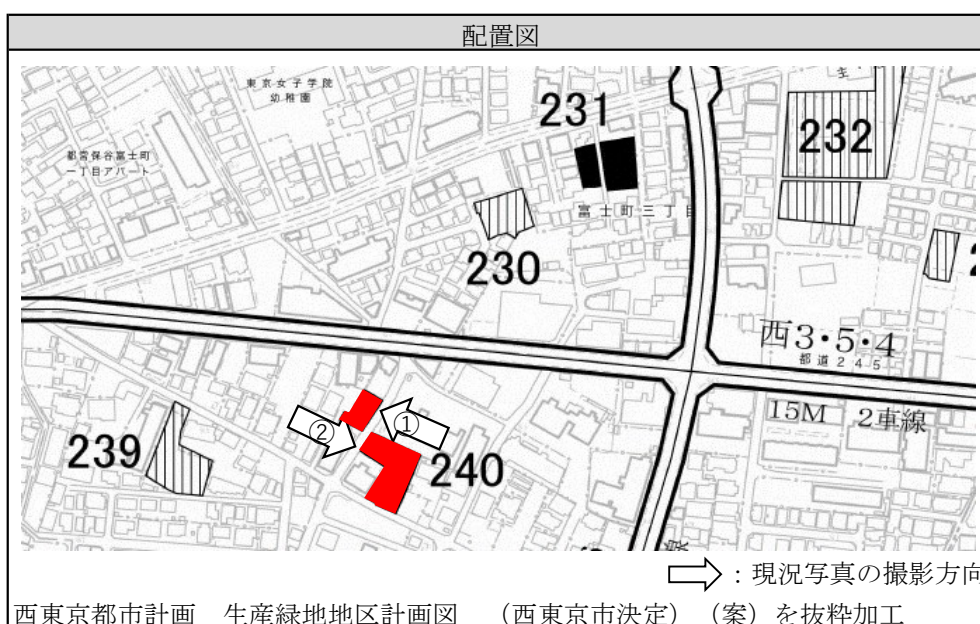 配置図
東京女子学院
幼稚園
都営保谷富士町
一丁目アパート
231
232
富士町三丁目
230
西3・5・4
都道245
15M 2車線
①
②
239
240
:現況写真の撮影方向
西東京都市計画 生産緑地地区計画図 (西東京市決定)(案)を抜粋加工